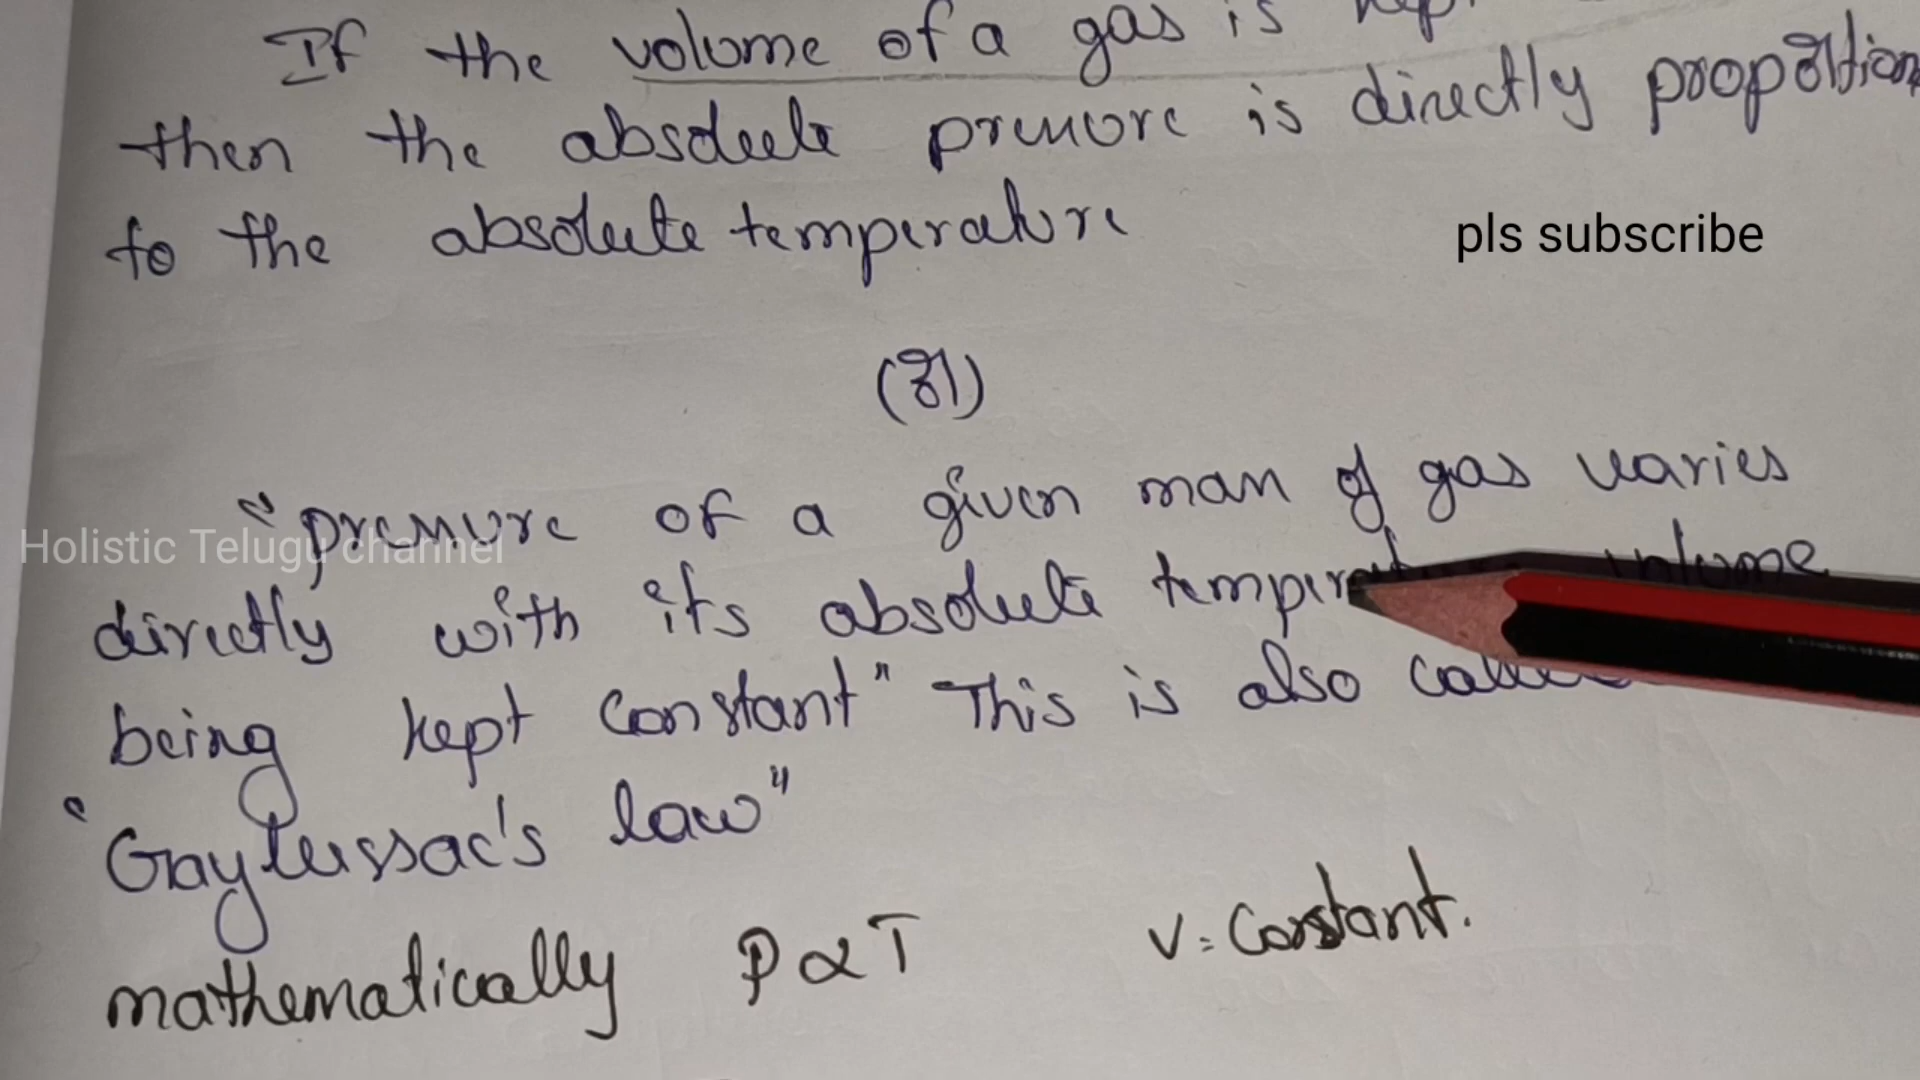 If the volume of a gas is
then the absolute pressure is directly proportion
to the absolute temperature
pls subscribe
(లేదా)
"pressure of a given mass of gas varies
Holistic Telugu channel
directly with its absolute volume
being kept constant" This is also
"Gaylussac's law"
mathematically P ∝ T V = Constant.